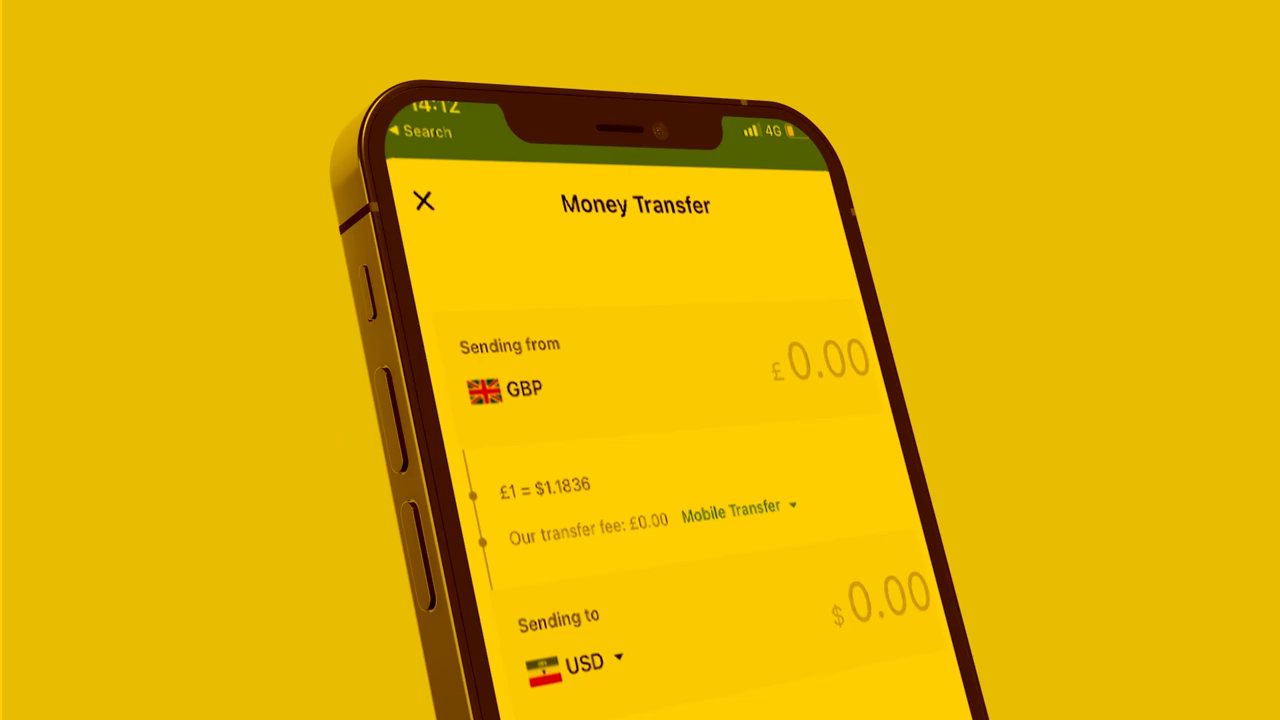 14:12
◀ Search
4G
Money Transfer
Sending from
£0.00
GBP
£1 = $1.1836
Our transfer fee: £0.00 Mobile Transfer
Sending to
$0.00
USD